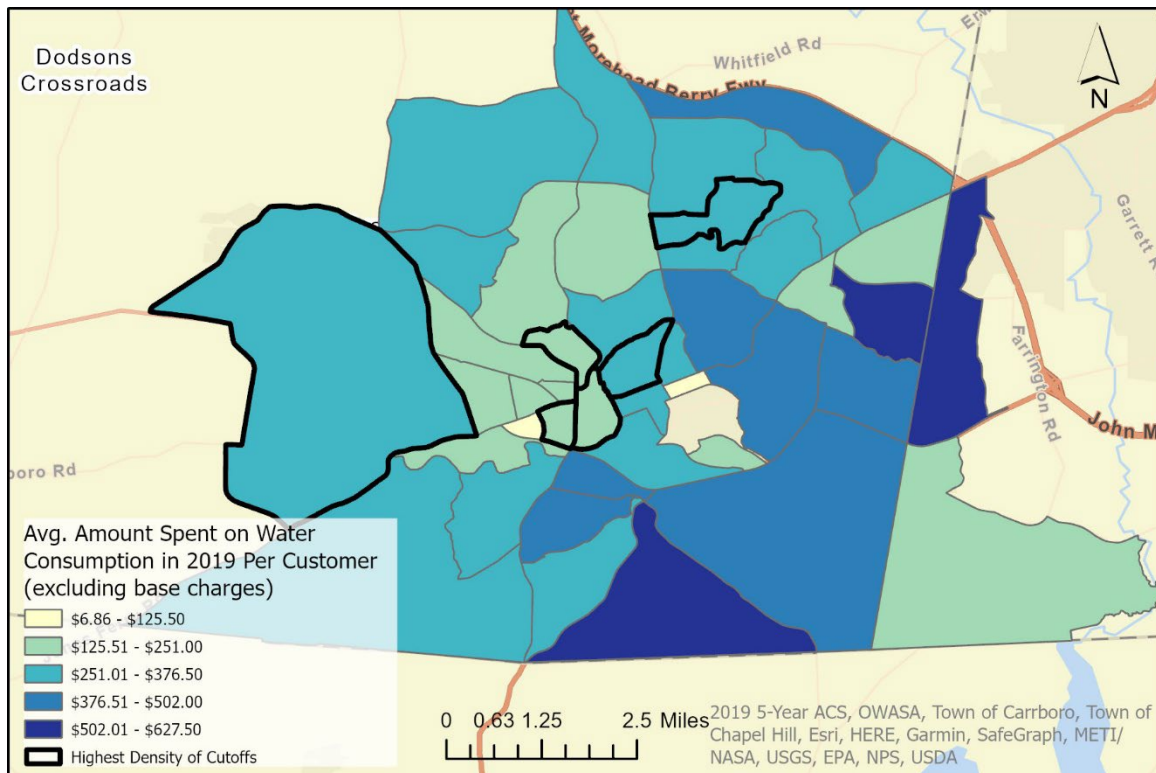 Dodsons
Crossroads
Whitfield Rd
Morehead Berry Fwy
N
Garrett
Farrington Rd
John M
boro Rd
Avg. Amount Spent on Water
Consumption in 2019 Per Customer
(excluding base charges)
$6.86 - $125.50
$125.51 - $251.00
$251.01 - $376.50
$376.51 - $502.00
$502.01 - $627.50
Highest Density of Cutoffs
0 0.63 1.25 2.5 Miles
2019 5-Year ACS, OWASA, Town of Carrboro, Town of
Chapel Hill, Esri, HERE, Garmin, SafeGraph, METI/
NASA, USGS, EPA, NPS, USDA